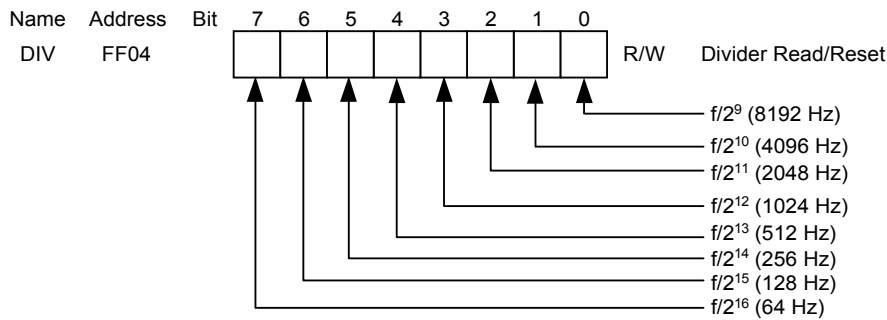 Name Address Bit 7 6 5 4 3 2 1 0
DIV FF04 R/W Divider Read/Reset
f/2⁹ (8192 Hz)
f/2¹⁰ (4096 Hz)
f/2¹¹ (2048 Hz)
f/2¹² (1024 Hz)
f/2¹³ (512 Hz)
f/2¹⁴ (256 Hz)
f/2¹⁵ (128 Hz)
f/2¹⁶ (64 Hz)